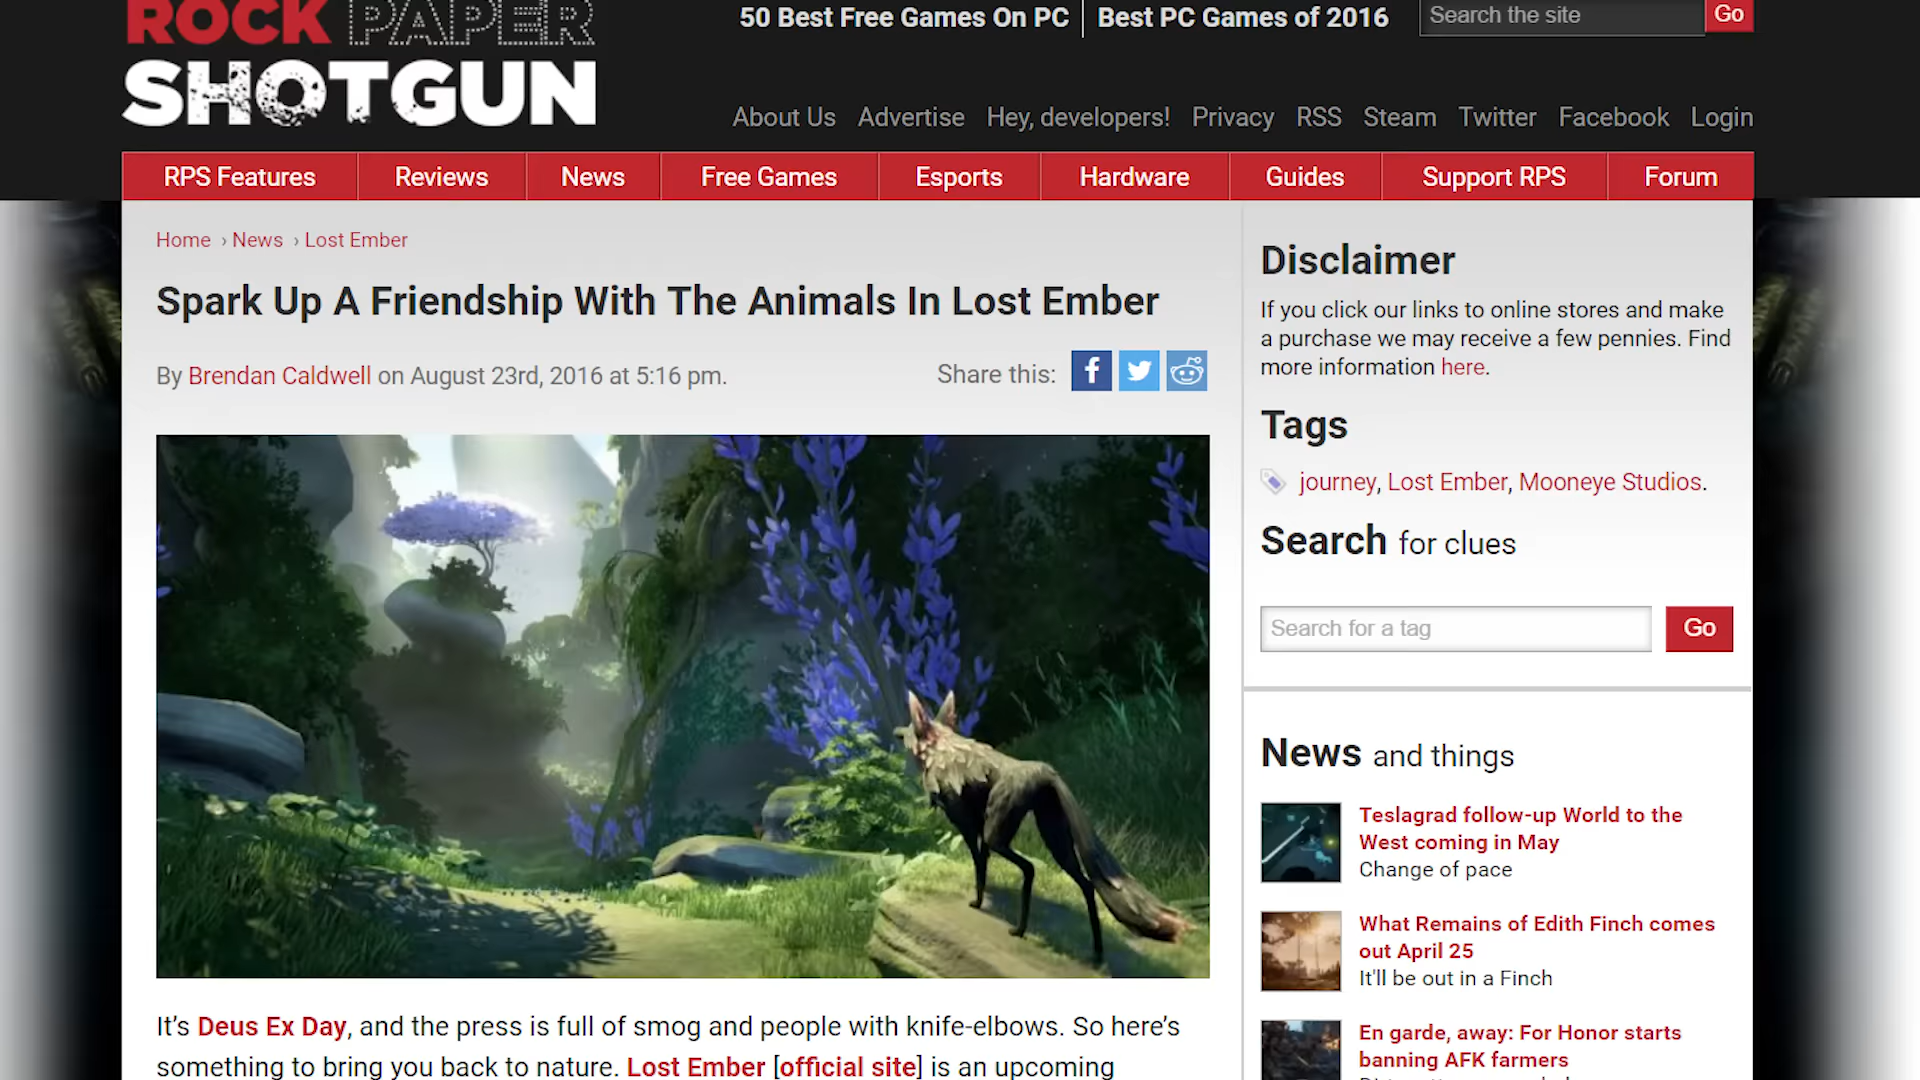 ROCK PAPER
SHOTGUN
50 Best Free Games On PC
Best PC Games of 2016
Search the site
Go
About Us Advertise Hey, developers! Privacy RSS Steam Twitter Facebook Login
RPS Features Reviews News Free Games Esports Hardware Guides Support RPS Forum
Home › News › Lost Ember
Spark Up A Friendship With The Animals In Lost Ember
By Brendan Caldwell on August 23rd, 2016 at 5:16 pm.
Share this:
It's Deus Ex Day, and the press is full of smog and people with knife-elbows. So here's
something to bring you back to nature. Lost Ember [official site] is an upcoming
Disclaimer
If you click our links to online stores and make
a purchase we may receive a few pennies. Find
more information here.
Tags
journey, Lost Ember, Mooneye Studios.
Search for clues
Search for a tag
Go
News and things
Teslagrad follow-up World to the
West coming in May
Change of pace
What Remains of Edith Finch comes
out April 25
It'll be out in a Finch
En garde, away: For Honor starts
banning AFK farmers